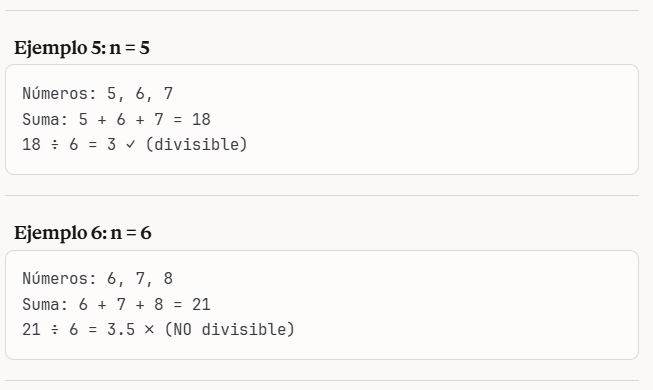 Ejemplo 5: n = 5
Números: 5, 6, 7
Suma: 5 + 6 + 7 = 18
18 ÷ 6 = 3 ✓ (divisible)
Ejemplo 6: n = 6
Números: 6, 7, 8
Suma: 6 + 7 + 8 = 21
21 ÷ 6 = 3.5 × (NO divisible)